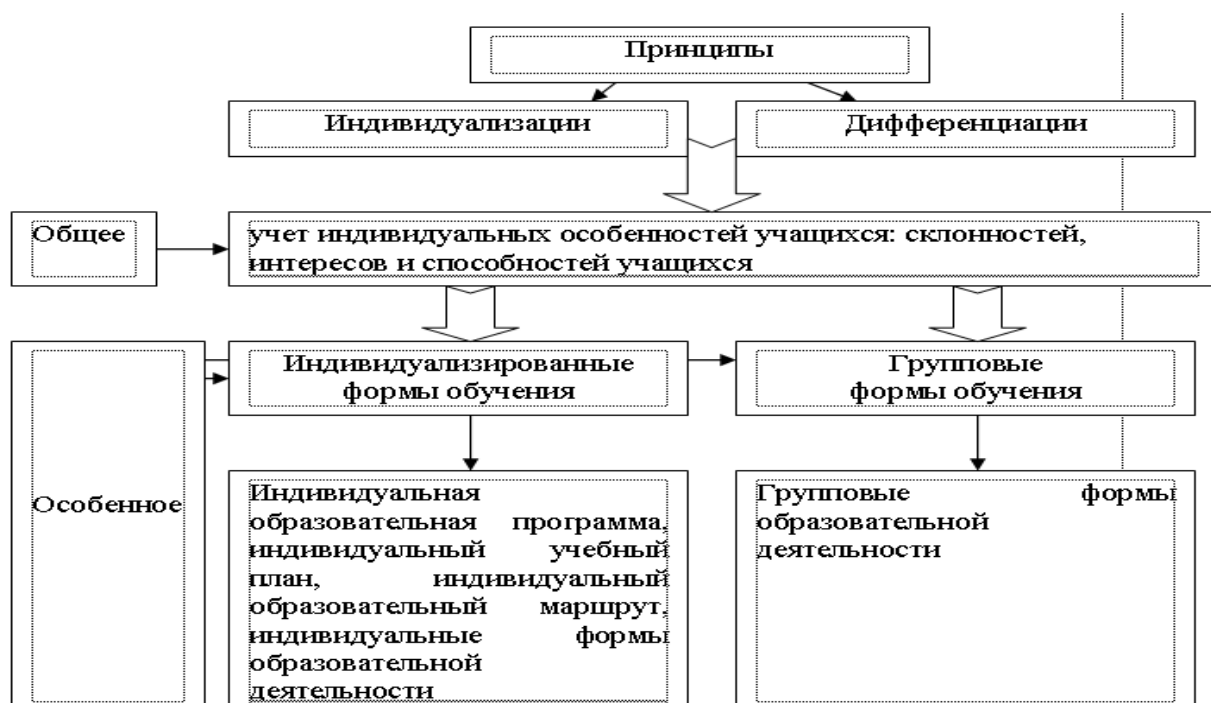 Принципы
Индивидуализации
Дифференциации
Общее
учет индивидуальных особенностей учащихся: склонностей,
интересов и способностей учащихся
Особенное
Индивидуализированные
формы обучения
Групповые
формы обучения
Индивидуальная
образовательная программа,
индивидуальный учебный
план, индивидуальный
образовательный маршрут,
индивидуальные формы
образовательной
деятельности
Групповые формы
образовательной
деятельности